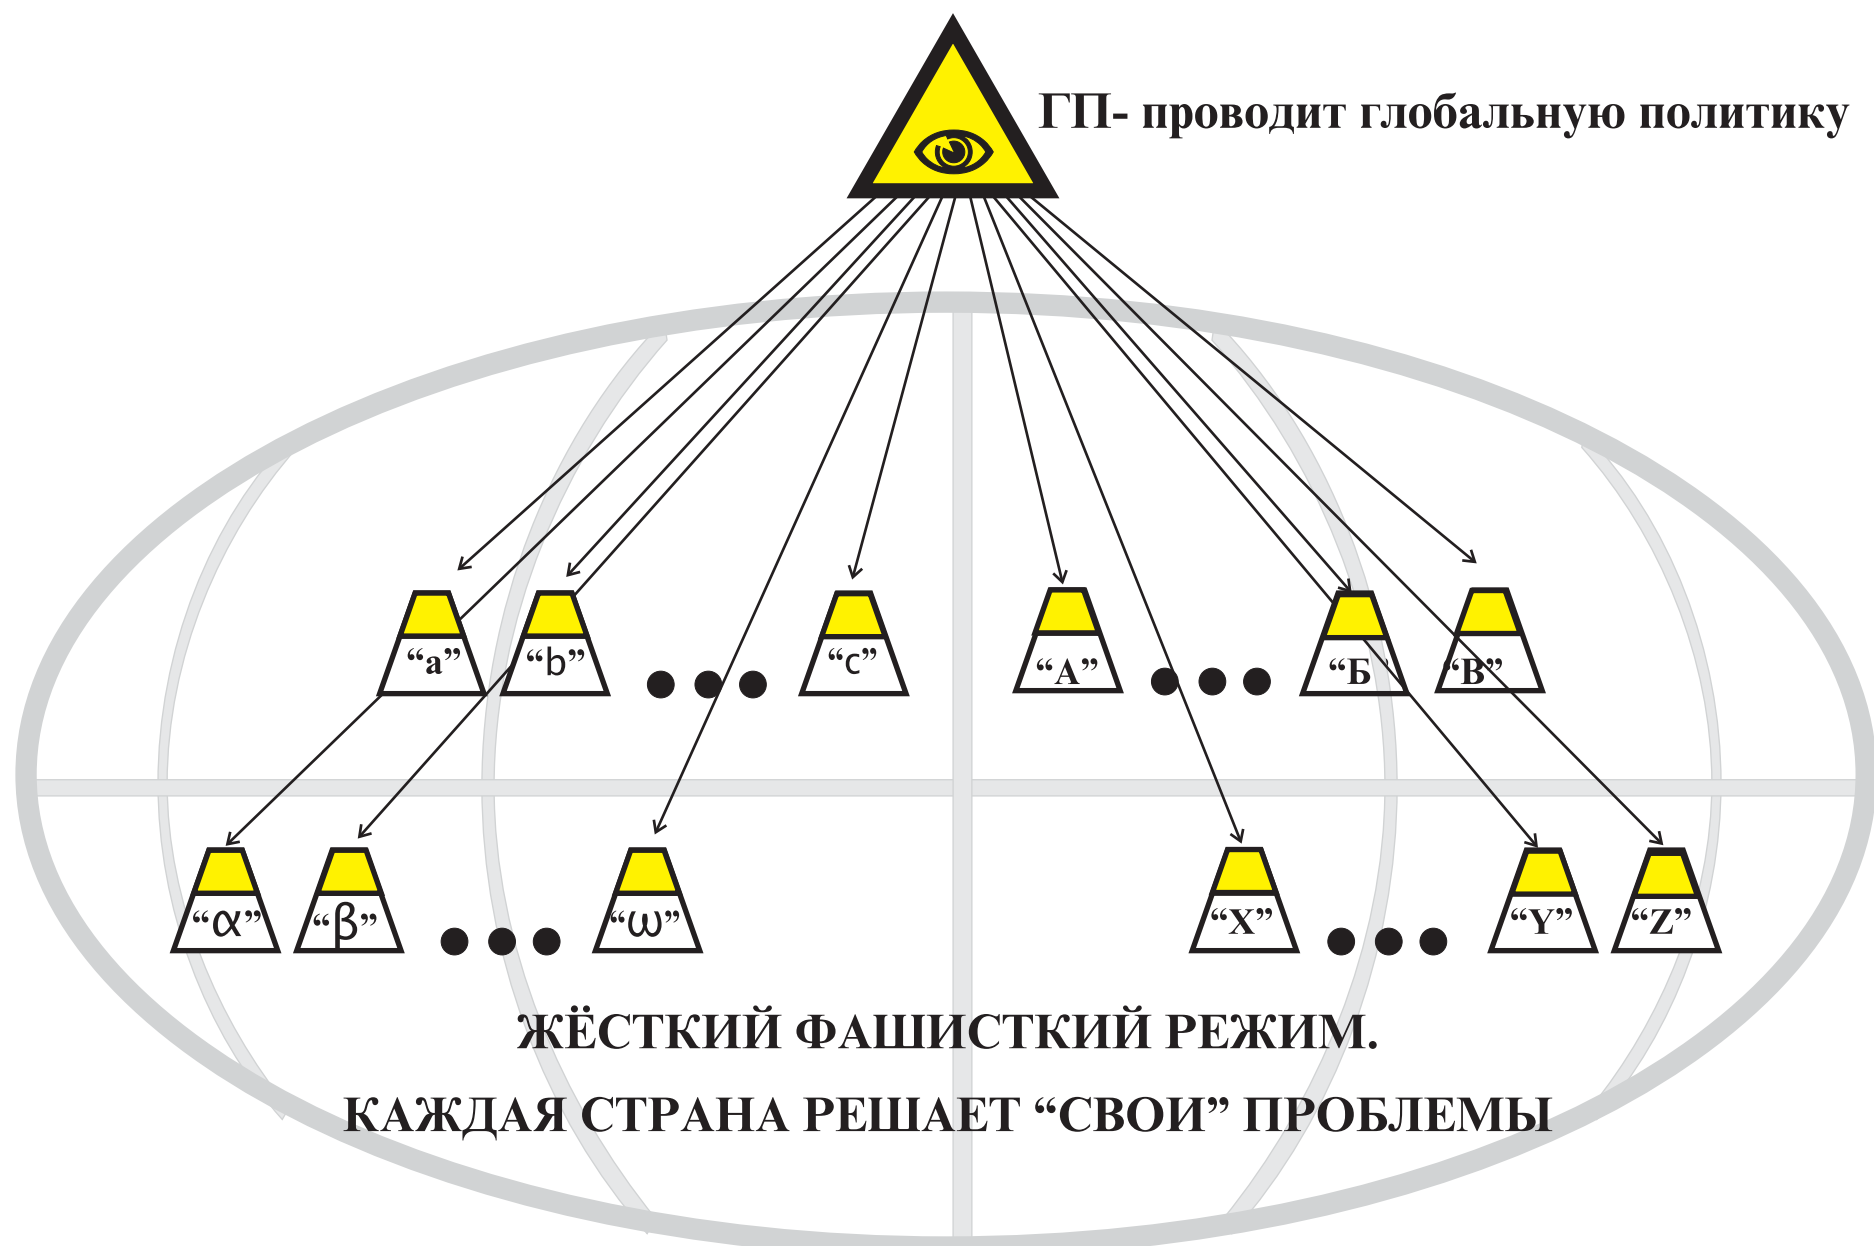 ГП- проводит глобальную политику
“a” “b” “c” “А” “Б” “В”
“α” “β” “ω” “X” “Y” “Z”
ЖЁСТКИЙ ФАШИСТКИЙ РЕЖИМ.
КАЖДАЯ СТРАНА РЕШАЕТ “СВОИ” ПРОБЛЕМЫ